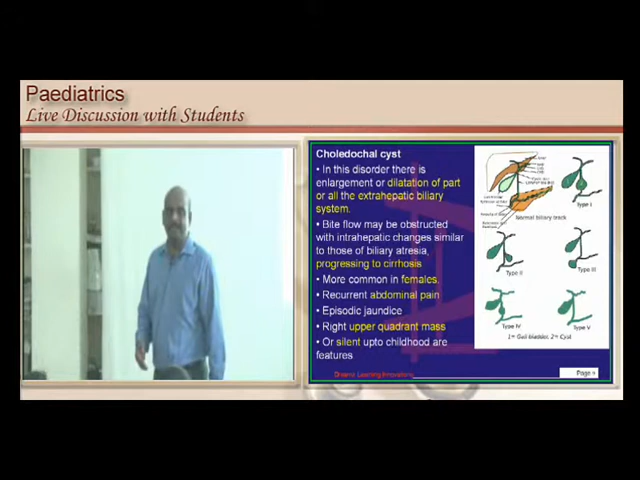 Paediatrics
Live Discussion with Students
Choledochal cyst
• In this disorder there is
enlargement or dilatation of part
or all the extrahepatic biliary
system.
• Bite flow may be obstructed
with intrahepatic changes similar
to those of biliary atresia,
progressing to cirrhosis
• More common in females.
• Recurrent abdominal pain
• Episodic jaundice
• Right upper quadrant mass
• Or silent upto childhood are
features
Normal biliary track
Type I
Type II
Type III
Type IV
Type V
1= Gall bladder, 2= Cyst
Learning Innovations
Page